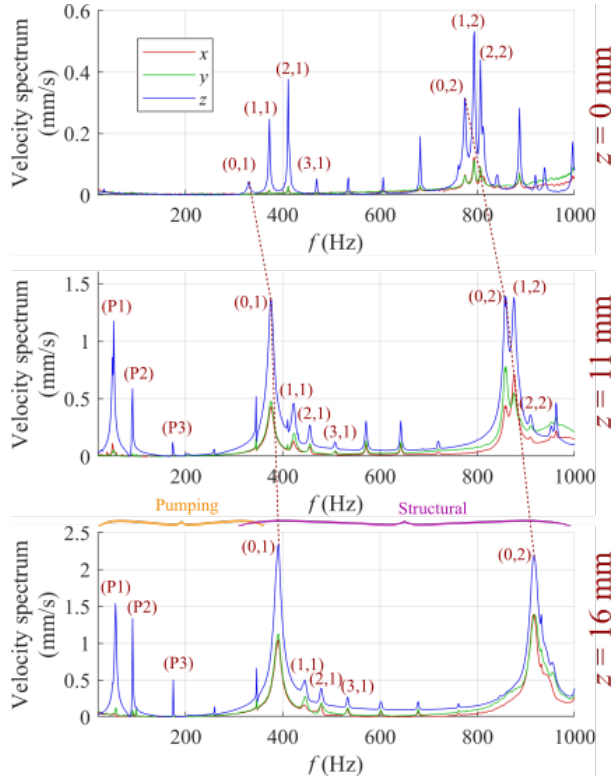 0.6
0.4
0.2
0
Velocity spectrum
(mm/s)
x
y
z
(0,1)
(1,1)
(2,1)
(3,1)
(0,2)
(1,2)
(2,2)
200
400
600
800
1000
f (Hz)
z = 0 mm
1.5
1
0.5
0
Velocity spectrum
(mm/s)
(P1)
(P2)
(P3)
(0,1)
(1,1)
(2,1)
(3,1)
(0,2)
(1,2)
(2,2)
200
400
600
800
1000
f (Hz)
z = 11 mm
Pumping
Structural
2.5
2
1.5
1
0.5
0
Velocity spectrum
(mm/s)
(P1)
(P2)
(P3)
(0,1)
(1,1)
(2,1)
(3,1)
(0,2)
200
400
600
800
1000
f (Hz)
z = 16 mm